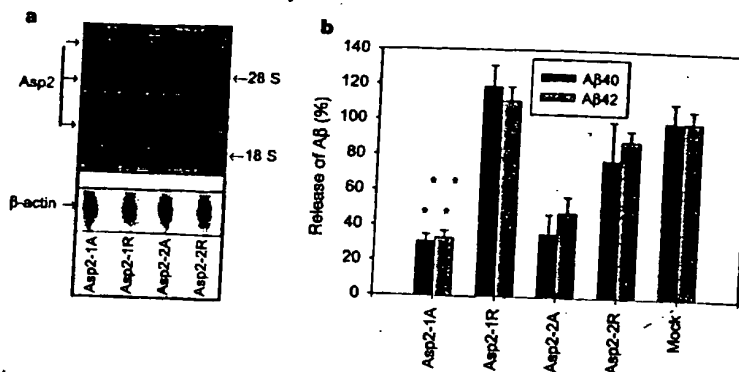 a
Asp2
28 S
18 S
β-actin
Asp2-1A
Asp2-1R
Asp2-2A
Asp2-2R
b
Release of Aβ (%)
140
120
100
80
60
40
20
0
Aβ40
Aβ42
* *
* *
Asp2-1A
Asp2-1R
Asp2-2A
Asp2-2R
Mock